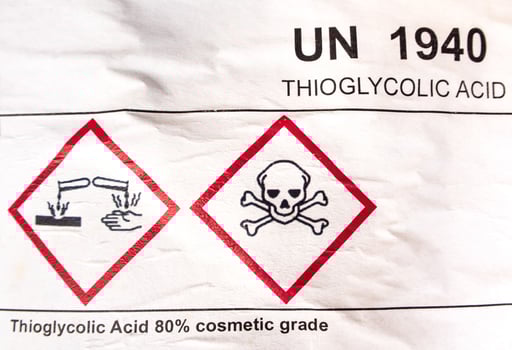 UN 1940
THIOGLYCOLIC ACID
Thioglycolic Acid 80% cosmetic grade